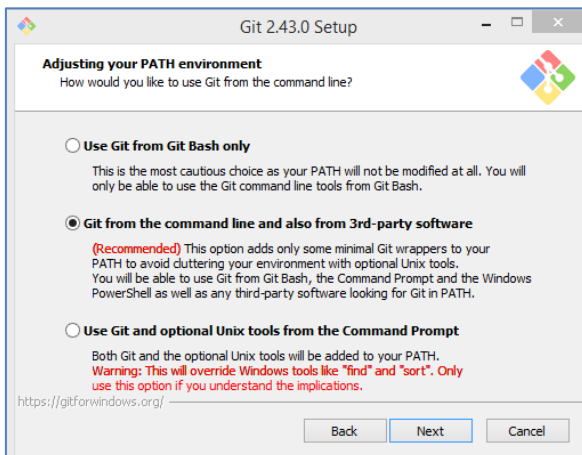 Git 2.43.0 Setup
Adjusting your PATH environment
How would you like to use Git from the command line?
Use Git from Git Bash only
This is the most cautious choice as your PATH will not be modified at all. You will
only be able to use the Git command line tools from Git Bash.
Git from the command line and also from 3rd-party software
(Recommended) This option adds only some minimal Git wrappers to your
PATH to avoid cluttering your environment with optional Unix tools.
You will be able to use Git from Git Bash, the Command Prompt and the Windows
PowerShell as well as any third-party software looking for Git in PATH.
Use Git and optional Unix tools from the Command Prompt
Both Git and the optional Unix tools will be added to your PATH.
Warning: This will override Windows tools like "find" and "sort". Only
use this option if you understand the implications.
https://gitforwindows.org/
Back Next Cancel